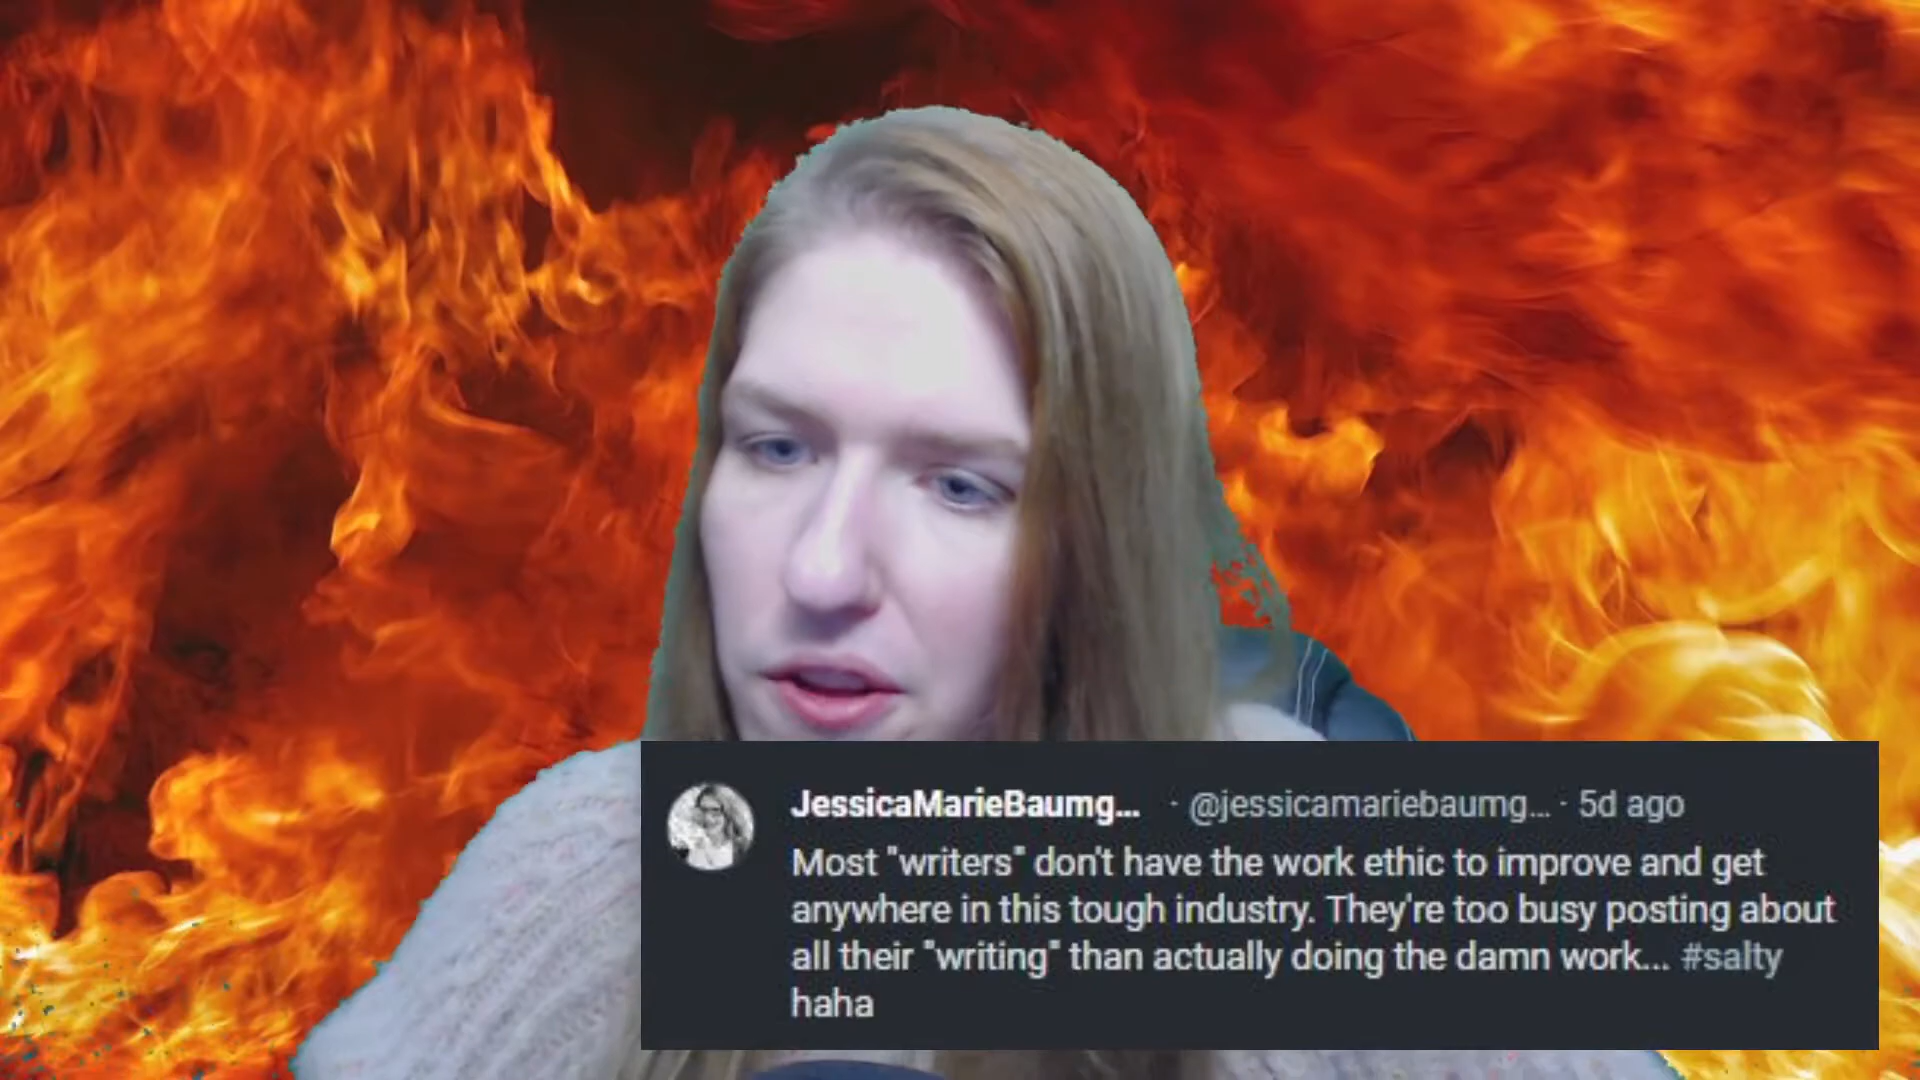 JessicaMarieBaumg... · @jessicamariebaumg... · 5d ago
Most "writers" don't have the work ethic to improve and get
anywhere in this tough industry. They're too busy posting about
all their "writing" than actually doing the damn work... #salty
haha